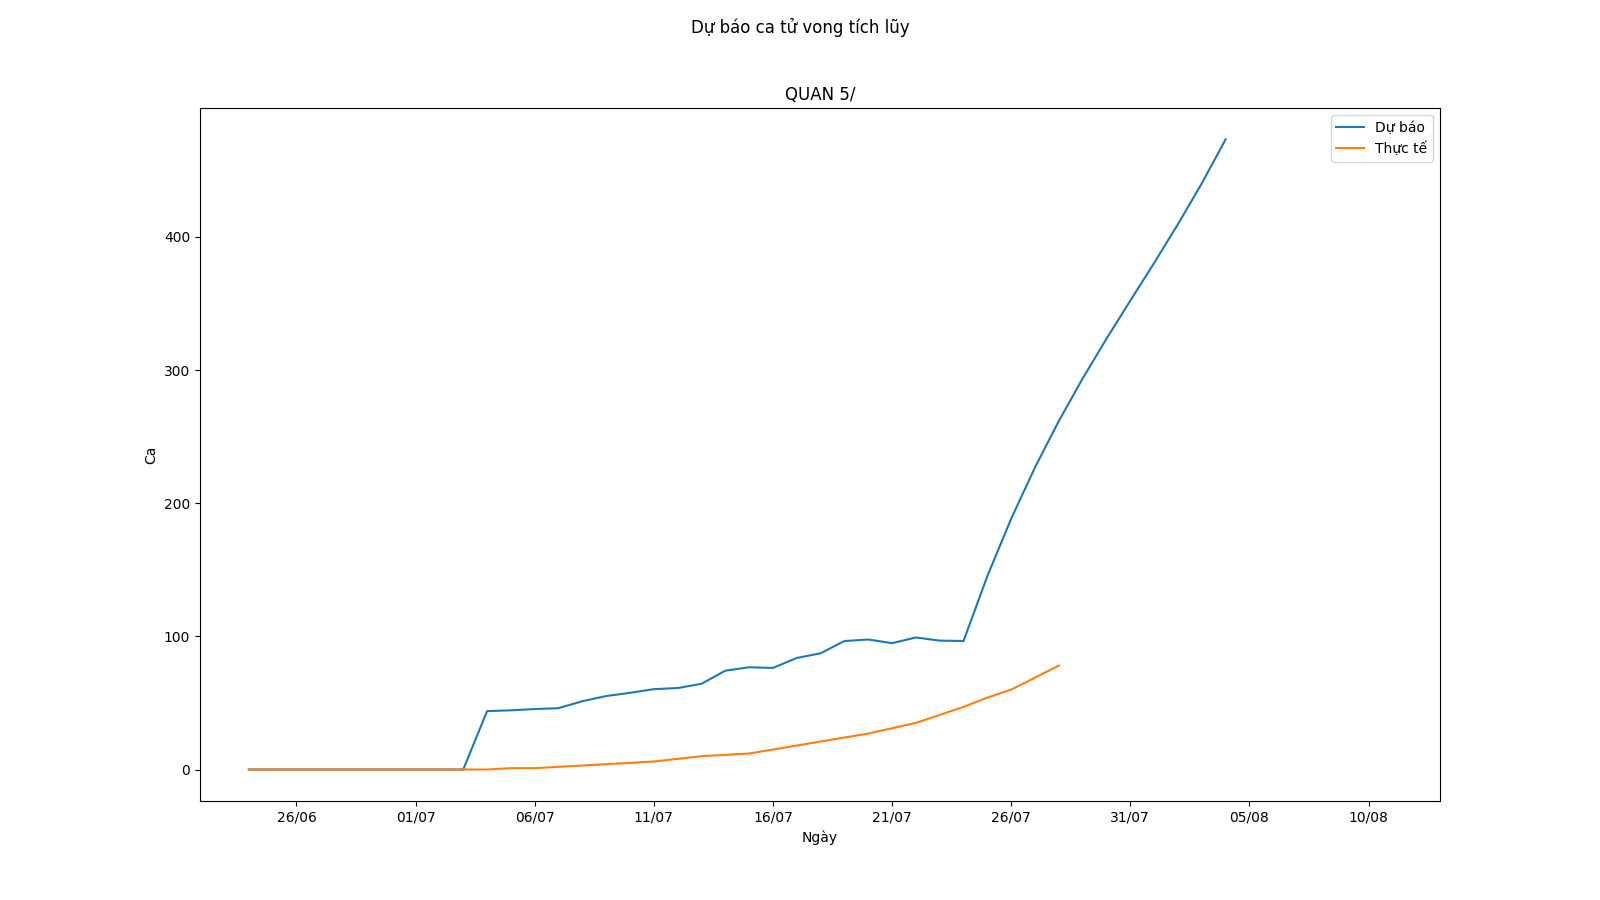 Dự báo ca tử vong tích lũy
QUAN 5/
Dự báo
Thực tế
Ca
400
300
200
100
0
26/06 01/07 06/07 11/07 16/07 21/07 26/07 31/07 05/08 10/08
Ngày